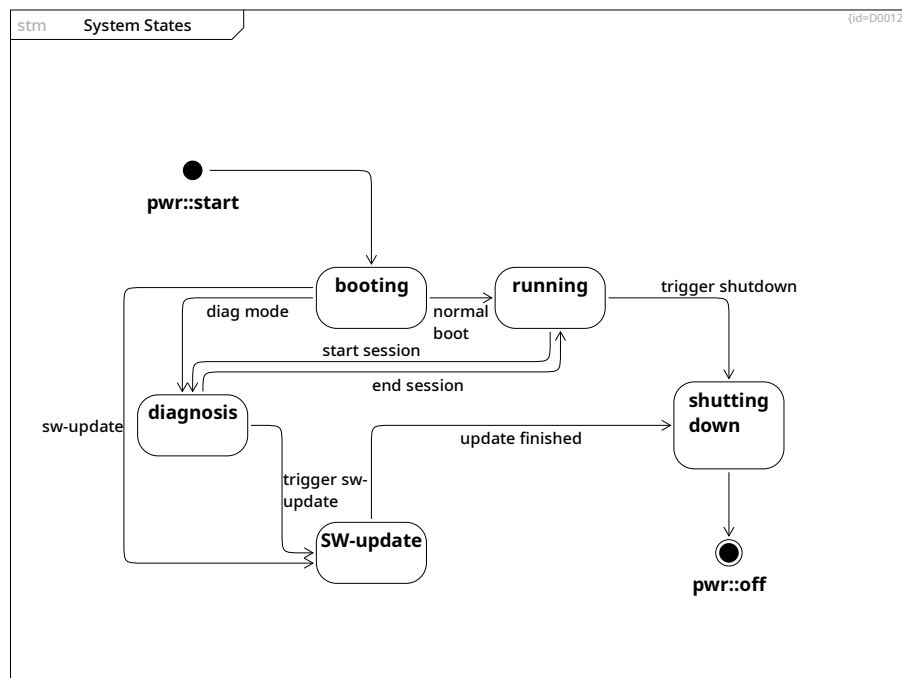 stm System States
{id=D0012
pwr::start
booting
running
trigger shutdown
diag mode
normal
boot
start session
end session
diagnosis
shutting
down
sw-update
update finished
trigger sw-
update
SW-update
pwr::off